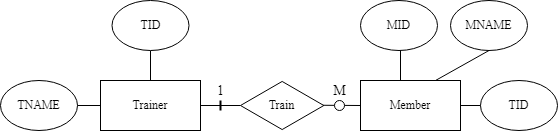 TID
MID
MNAME
TNAME
Trainer
1
Train
M
Member
TID